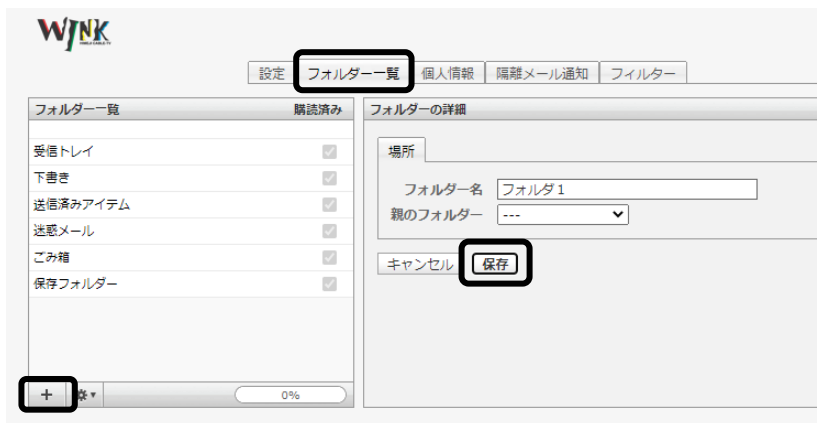 WINK
設定 フォルダー一覧 個人情報 隔離メール通知 フィルター
フォルダー一覧 購読済み
フォルダーの詳細
受信トレイ
下書き
送信済みアイテム
迷惑メール
ごみ箱
保存フォルダー
場所
フォルダー名 フォルダ1
親のフォルダー ---
キャンセル 保存
+ 0%